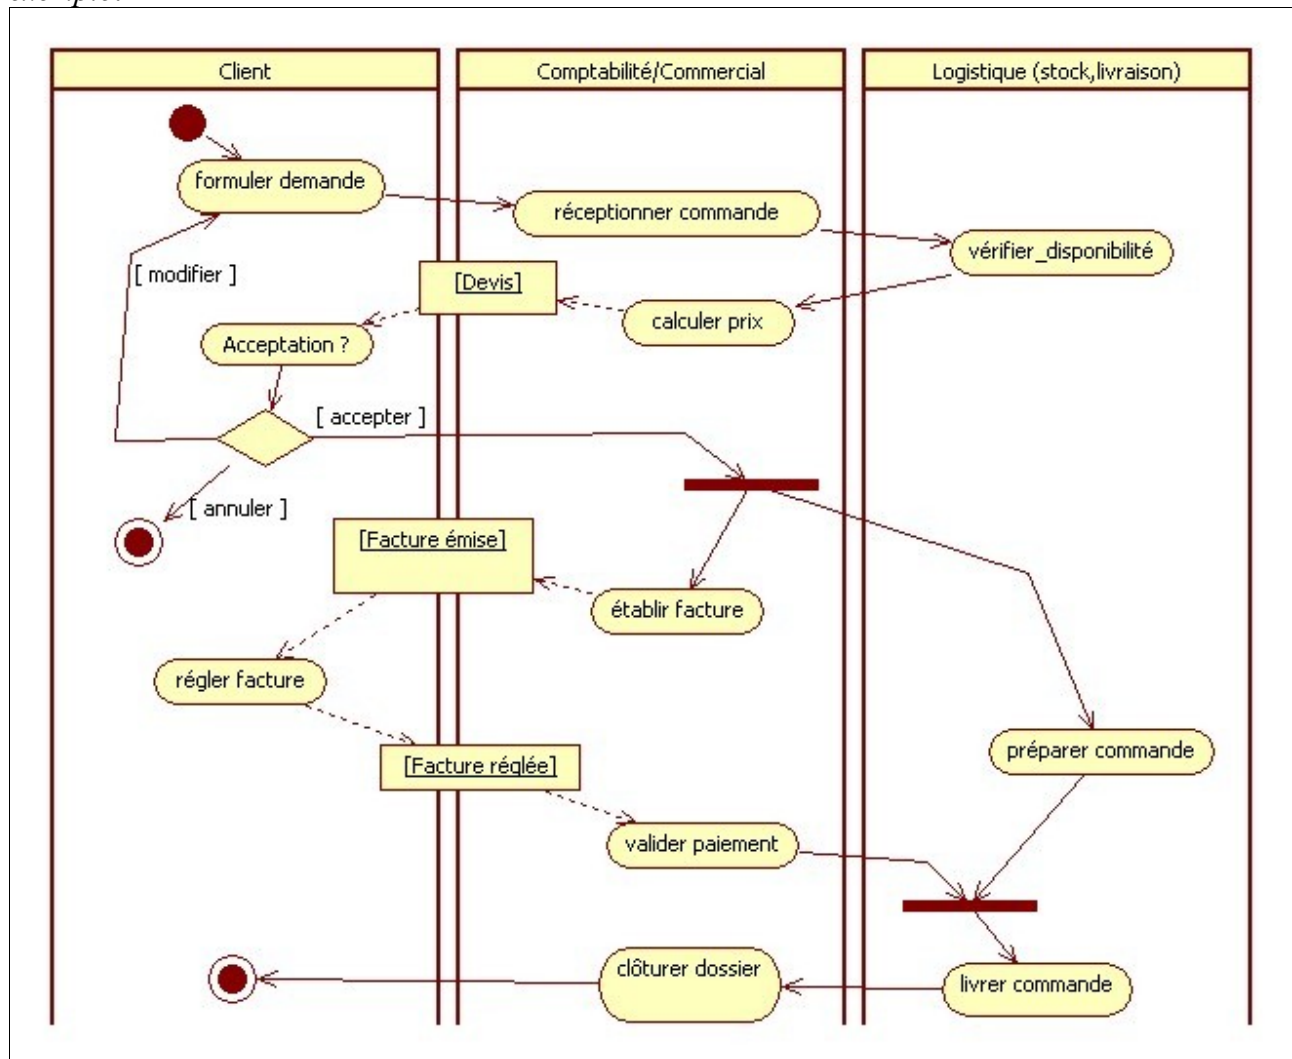 Client
Comptabilité/Commercial
Logistique (stock,livraison)
formuler demande
réceptionner commande
vérifier_disponibilité
[ modifier ]
[Devis]
calculer prix
Acceptation ?
[ accepter ]
[ annuler ]
[Facture émise]
établir facture
régler facture
préparer commande
[Facture réglée]
valider paiement
clôturer dossier
livrer commande